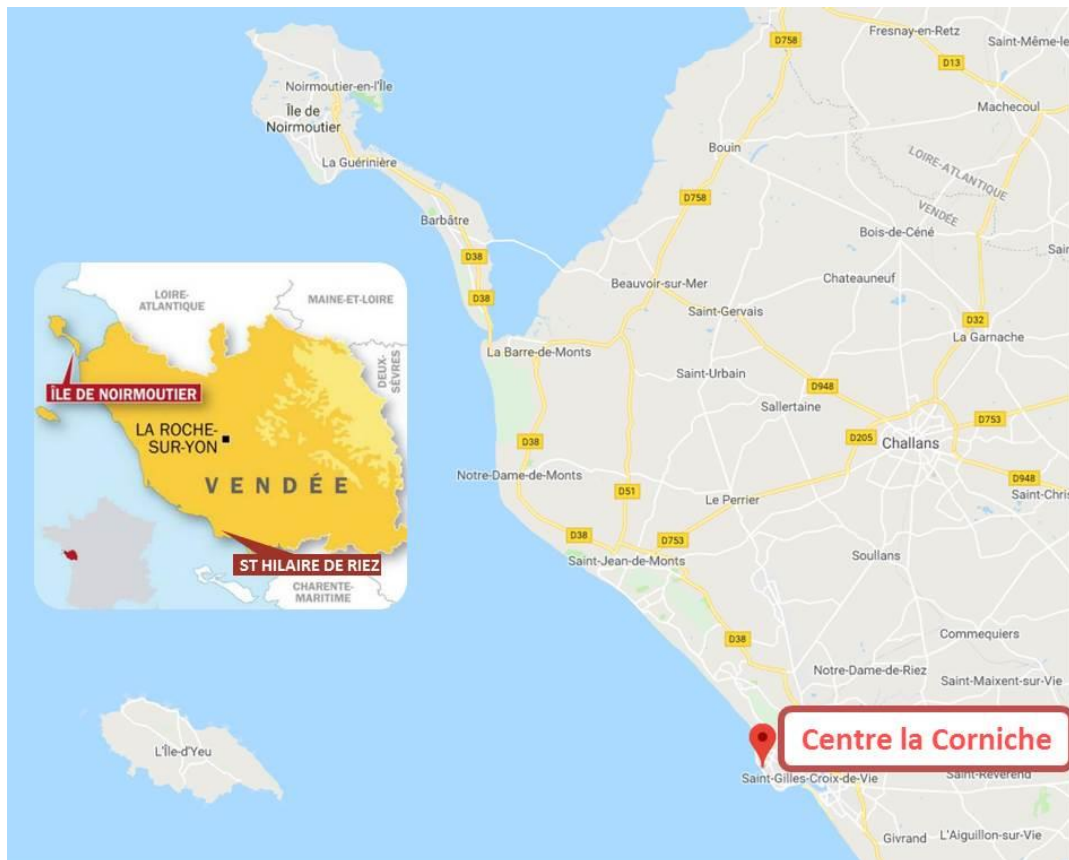 D758
Fresnay-en-Retz
Saint-Même-le
D13
Noirmoutier-en-l'Île
Île de
Noirmoutier
Machecoul
La Guérinière
Bouin
LOIRE-ATLANTIQUE
VENDÉE
D758
Barbâtre
Bois-de-Céné
Sain
D38
Beauvoir-sur-Mer
Chateauneuf
D38
Saint-Gervais
D32
La Garnache
La Barre-de-Monts
Saint-Urbain
D948
Sallertaine
D753
D205
Challans
D38
Notre-Dame-de-Monts
D51
Le Perrier
D948
Saint-Chris
D38
D753
Saint-Jean-de-Monts
Soullans
D38
Commequiers
Notre-Dame-de-Riez
Saint-Maixent-sur-Vie
Centre la Corniche
L'Île-d'Yeu
Saint-Gilles-Croix-de-Vie
Saint-Révérend
Givrand
L'Aiguillon-sur-Vie
LOIRE-
ATLANTIQUE
MAINE-ET-LOIRE
DEUX-
SÈVRES
ÎLE DE NOIRMOUTIER
LA ROCHE-
SUR-YON
VENDÉE
ST HILAIRE DE RIEZ
CHARENTE-
MARITIME